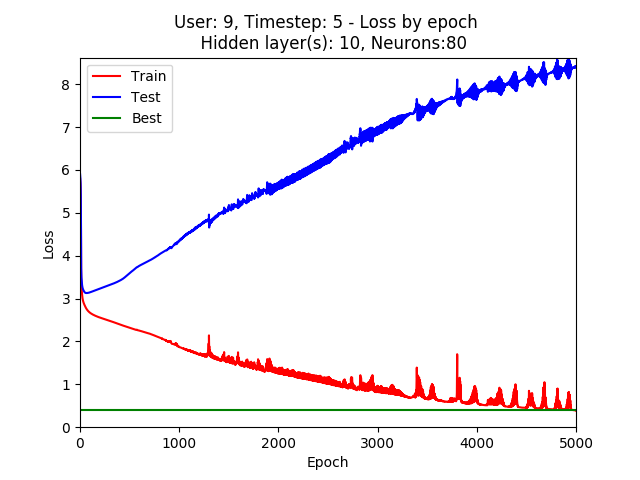 User: 9, Timestep: 5 - Loss by epoch
Hidden layer(s): 10, Neurons:80
Train
Test
Best
8
7
6
5
4
3
2
1
0
Loss
0 1000 2000 3000 4000 5000
Epoch